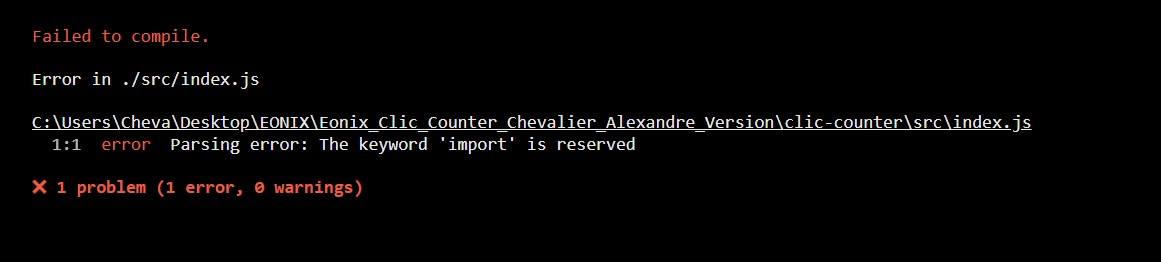 Failed to compile.
Error in ./src/index.js
C:\Users\Cheva\Desktop\EONIX\Eonix_Clic_Counter_Chevalier_Alexandre_Version\clic-counter\src\index.js
1:1  error  Parsing error: The keyword 'import' is reserved
❌ 1 problem (1 error, 0 warnings)